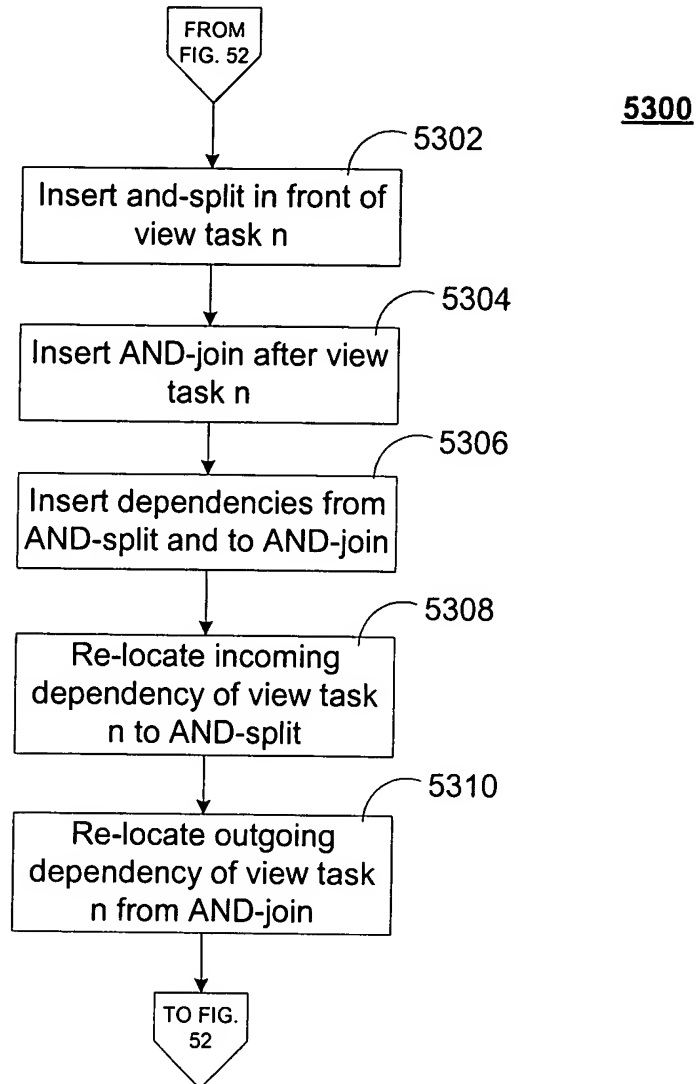 FROM
FIG. 52
5300
5302
Insert and-split in front of
view task n
5304
Insert AND-join after view
task n
5306
Insert dependencies from
AND-split and to AND-join
5308
Re-locate incoming
dependency of view task
n to AND-split
5310
Re-locate outgoing
dependency of view task
n from AND-join
TO FIG.
52